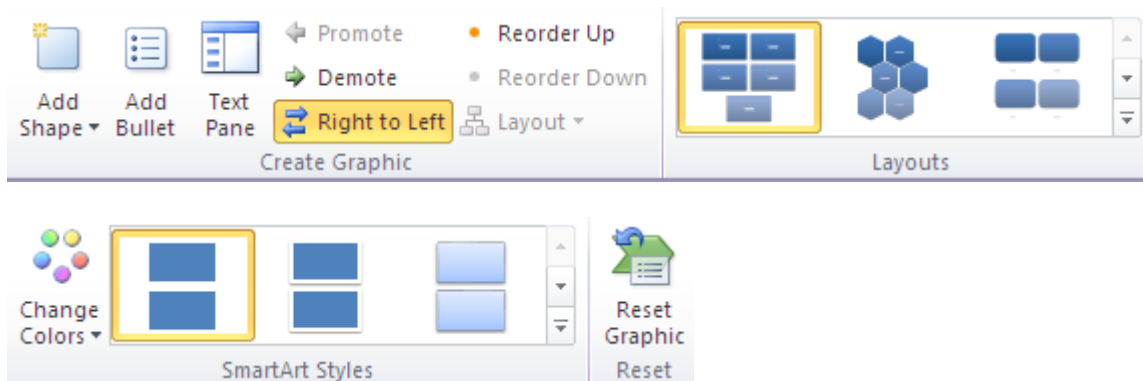 Promote
Reorder Up
Demote
Reorder Down
Add Shape
Add Bullet
Text Pane
Right to Left
Layout
Create Graphic
Layouts
Change Colors
Reset Graphic
SmartArt Styles
Reset